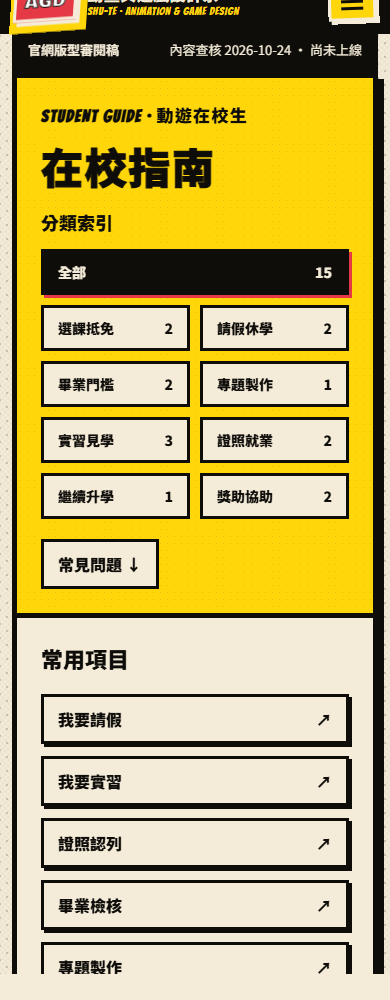 AGD
SHU-TE · ANIMATION & GAME DESIGN
官網版型審閱稿
內容查核 2026-10-24 · 尚未上線
STUDENT GUIDE · 動遊在校生
在校指南
分類索引
全部 15
選課抵免 2
請假休學 2
畢業門檻 2
專題製作 1
實習見學 3
證照就業 2
繼續升學 1
獎助協助 2
常見問題 ↓
常用項目
我要請假 ↗
我要實習 ↗
證照認列 ↗
畢業檢核 ↗
專題製作 ↗